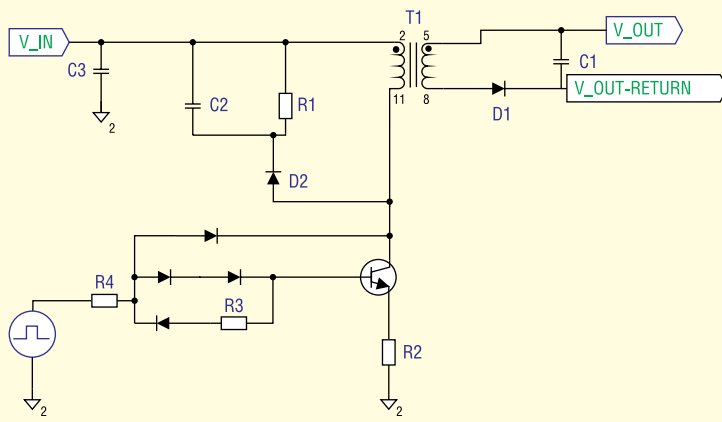 T1
V_IN
2
5
V_OUT
C3
C2
R1
C1
11
8
V_OUT-RETURN
2
D1
D2
R4
R3
R2
2
2